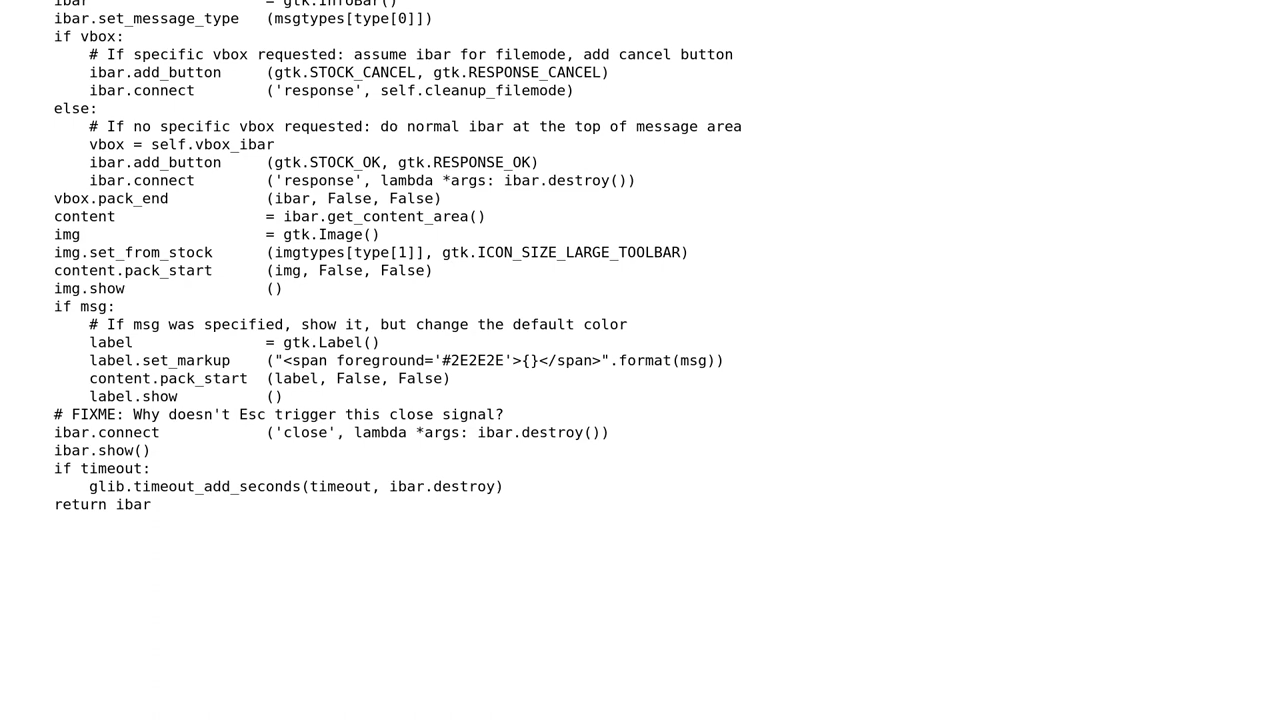 ibar                    = gtk.InfoBar()
ibar.set_message_type   (msgtypes[type[0]])
if vbox:
    # If specific vbox requested: assume ibar for filemode, add cancel button
    ibar.add_button     (gtk.STOCK_CANCEL, gtk.RESPONSE_CANCEL)
    ibar.connect        ('response', self.cleanup_filemode)
else:
    # If no specific vbox requested: do normal ibar at the top of message area
    vbox = self.vbox_ibar
    ibar.add_button     (gtk.STOCK_OK, gtk.RESPONSE_OK)
    ibar.connect        ('response', lambda *args: ibar.destroy())
vbox.pack_end           (ibar, False, False)
content                 = ibar.get_content_area()
img                     = gtk.Image()
img.set_from_stock      (imgtypes[type[1]], gtk.ICON_SIZE_LARGE_TOOLBAR)
content.pack_start      (img, False, False)
img.show                ()
if msg:
    # If msg was specified, show it, but change the default color
    label               = gtk.Label()
    label.set_markup    ("<span foreground='#2E2E2E'>{}</span>".format(msg))
    content.pack_start  (label, False, False)
    label.show          ()
# FIXME: Why doesn't Esc trigger this close signal?
ibar.connect            ('close', lambda *args: ibar.destroy())
ibar.show()
if timeout:
    glib.timeout_add_seconds(timeout, ibar.destroy)
return ibar